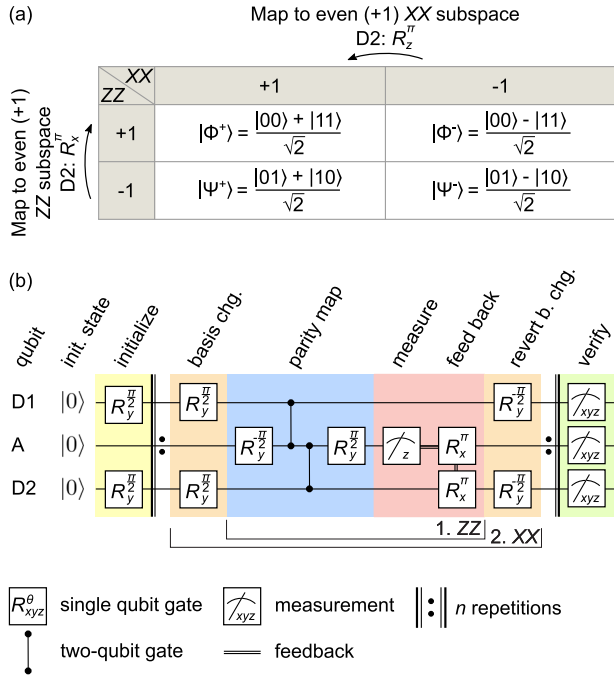 (a)
Map to even (+1) XX subspace
D2: R_z^π
Map to even (+1)
ZZ subspace
D2: R_x^π
XX
ZZ
+1 -1
+1 |Φ⁺⟩ = |00⟩ + |11⟩ / √2 |Φ⁻⟩ = |00⟩ - |11⟩ / √2
-1 |Ψ⁺⟩ = |01⟩ + |10⟩ / √2 |Ψ⁻⟩ = |01⟩ - |10⟩ / √2
(b)
qubit init. state initialize basis chg. parity map measure feed back revert b. chg. verify
D1 |0⟩ R_y^{π/2} R_y^{π/2} R_y^{-π/2} xyz
A |0⟩ R_y^{-π/2} R_y^{π/2} z R_x^π xyz
D2 |0⟩ R_y^{π/2} R_y^{π/2} R_x^π R_y^{-π/2} xyz
1. ZZ
2. XX
R_{xyz}^θ single qubit gate xyz measurement n repetitions
two-qubit gate feedback